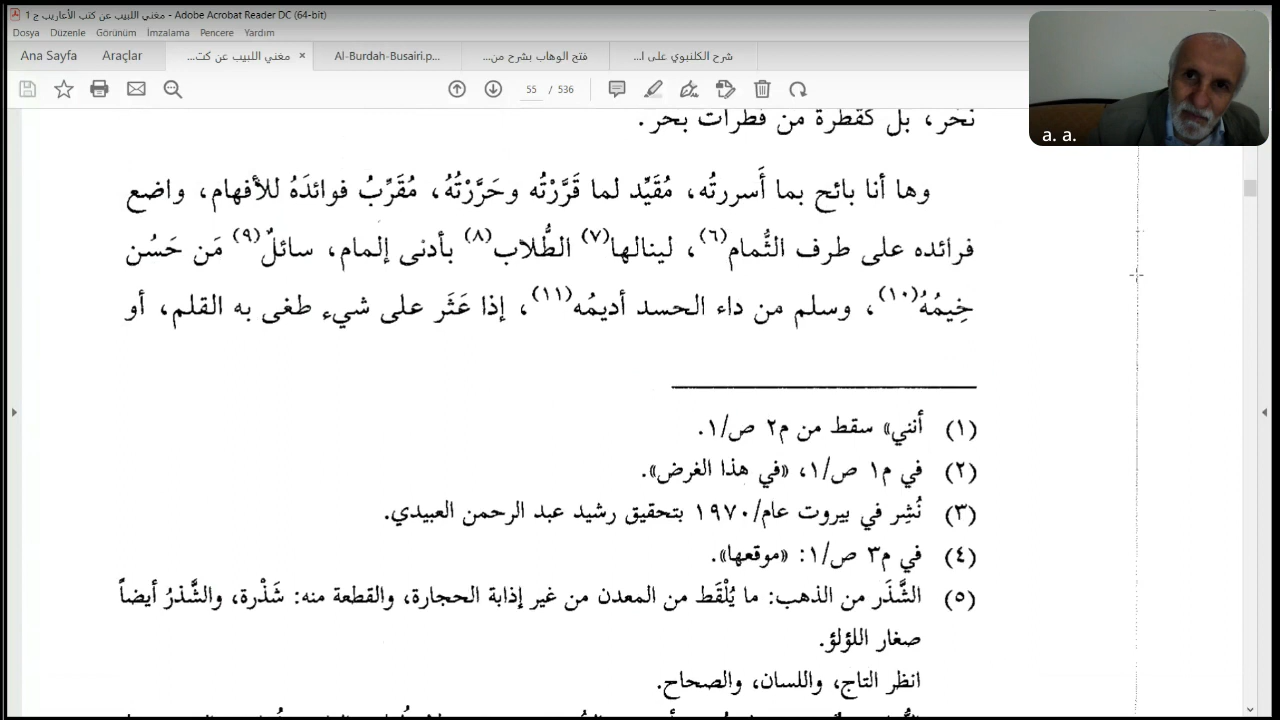 مغني اللبيب عن كتب الأعاريب ج 1 - Adobe Acrobat Reader DC (64-bit)
Dosya Düzenle Görünüm İmzalama Pencere Yardım
Ana Sayfa Araçlar مغني اللبيب عن كت... × Al-Burdah-Busairi.p... فتح الوهاب بشرح من... شرح الكلنبوي على ا...
55 / 536
نحر، بل كقطرة من قطرات بحر.
وها أنا بائح بما أَسررتُه، مُقَيِّد لما قَرَّرْتُه وحَرَّرْتُهُ، مُقَرِّبُ فوائدَهُ للأفهام، واضع
فرائده على طرف الثُّمام(٦)، لينالها(٧) الطُّلاب(٨) بأدنى إلمام، سائلٌ(٩) مَن حَسُن
خِيمُهُ(١٠)، وسلم من داء الحسد أديمُه(١١)، إذا عَثَر على شيء طغى به القلم، أو
(١) أنني» سقط من م٢ ص/١.
(٢) في م١ ص/١، «في هذا الغرض».
(٣) نُشِر في بيروت عام/١٩٧٠ بتحقيق رشيد عبد الرحمن العبيدي.
(٤) في م٣ ص/١: «موقعها».
(٥) الشَّذَر من الذهب: ما يُلْقَط من المعدن من غير إذابة الحجارة، والقطعة منه: شَذْرة، والشَّذرُ أيضاً
صغار اللؤلؤ.
انظر التاج، واللسان، والصحاح.
a. a.